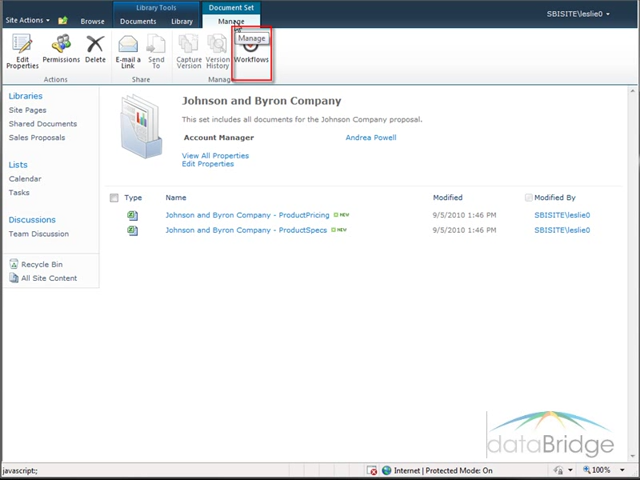 Library Tools Document Set
Site Actions Browse Documents Library Manage SBISITE\leslie0
Manage
Edit Properties Permissions Delete E-mail a Link Send To Capture Version Version History Workflows
Actions Share Manage
Libraries
Site Pages
Shared Documents
Sales Proposals
Lists
Calendar
Tasks
Discussions
Team Discussion
Recycle Bin
All Site Content
Johnson and Byron Company
This set includes all documents for the Johnson Company proposal.
Account Manager Andrea Powell
View All Properties
Edit Properties
Type Name Modified Modified By
Johnson and Byron Company - ProductPricing NEW 9/5/2010 1:46 PM SBISITE\leslie0
Johnson and Byron Company - ProductSpecs NEW 9/5/2010 1:46 PM SBISITE\leslie0
dataBridge
javascript:; Internet | Protected Mode: On 100%